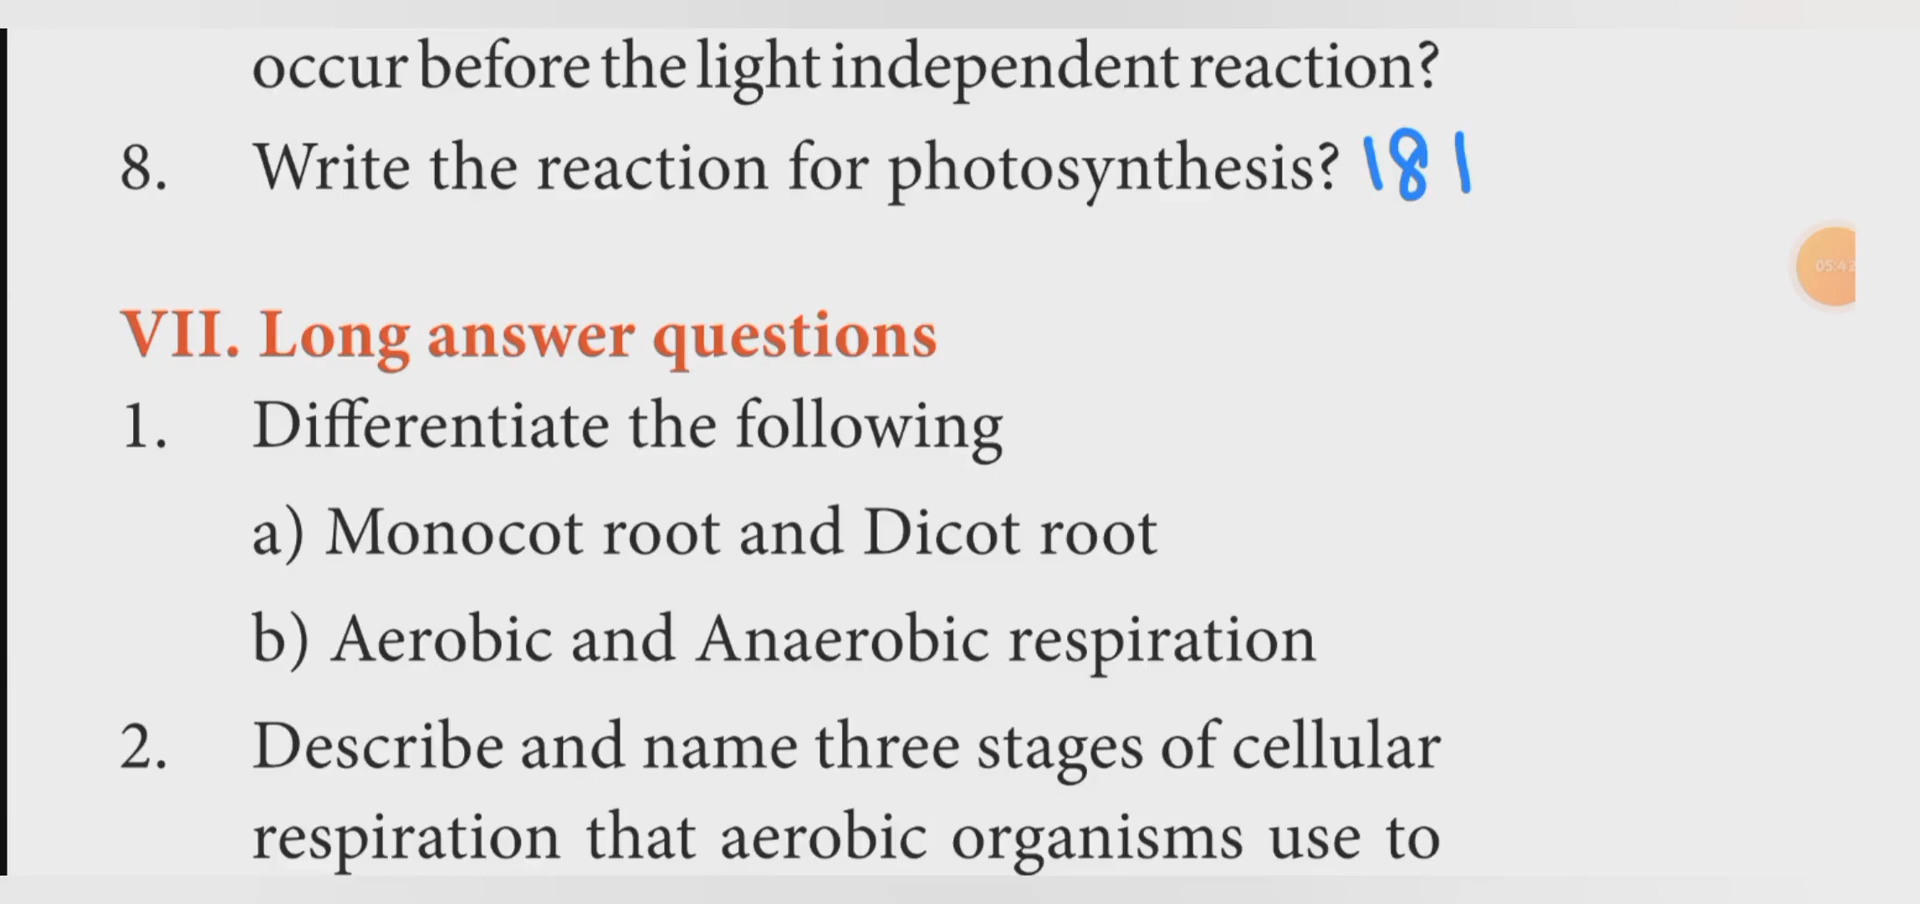 occur before the light independent reaction?
8. Write the reaction for photosynthesis? 181
VII. Long answer questions
1. Differentiate the following
a) Monocot root and Dicot root
b) Aerobic and Anaerobic respiration
2. Describe and name three stages of cellular
respiration that aerobic organisms use to